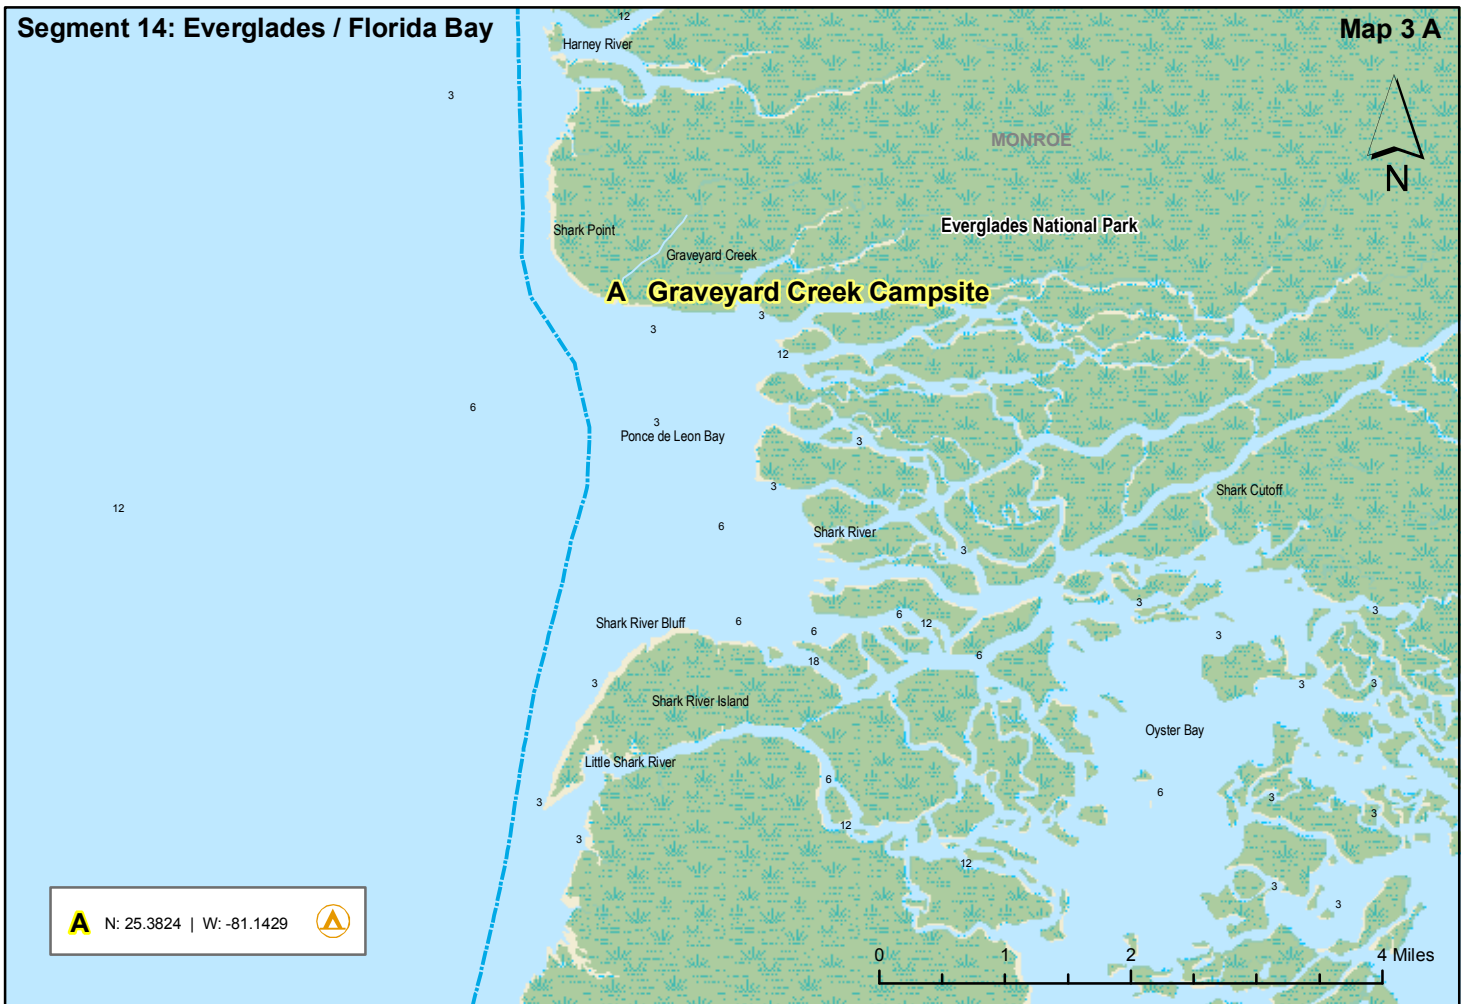 Segment 14: Everglades / Florida Bay
Map 3 A
12
Harney River
3
MONROE
N
Everglades National Park
Shark Point
Graveyard Creek
A Graveyard Creek Campsite
3
3
12
6
3
Ponce de Leon Bay
3
3
Shark Cutoff
12
6
Shark River
3
3
3
6
12
Shark River Bluff
6
6
3
6
18
3
3
3
Shark River Island
Oyster Bay
Little Shark River
6
6
3
3
3
12
3
12
3
3
A N: 25.3824 | W: -81.1429
0 1 2 4 Miles